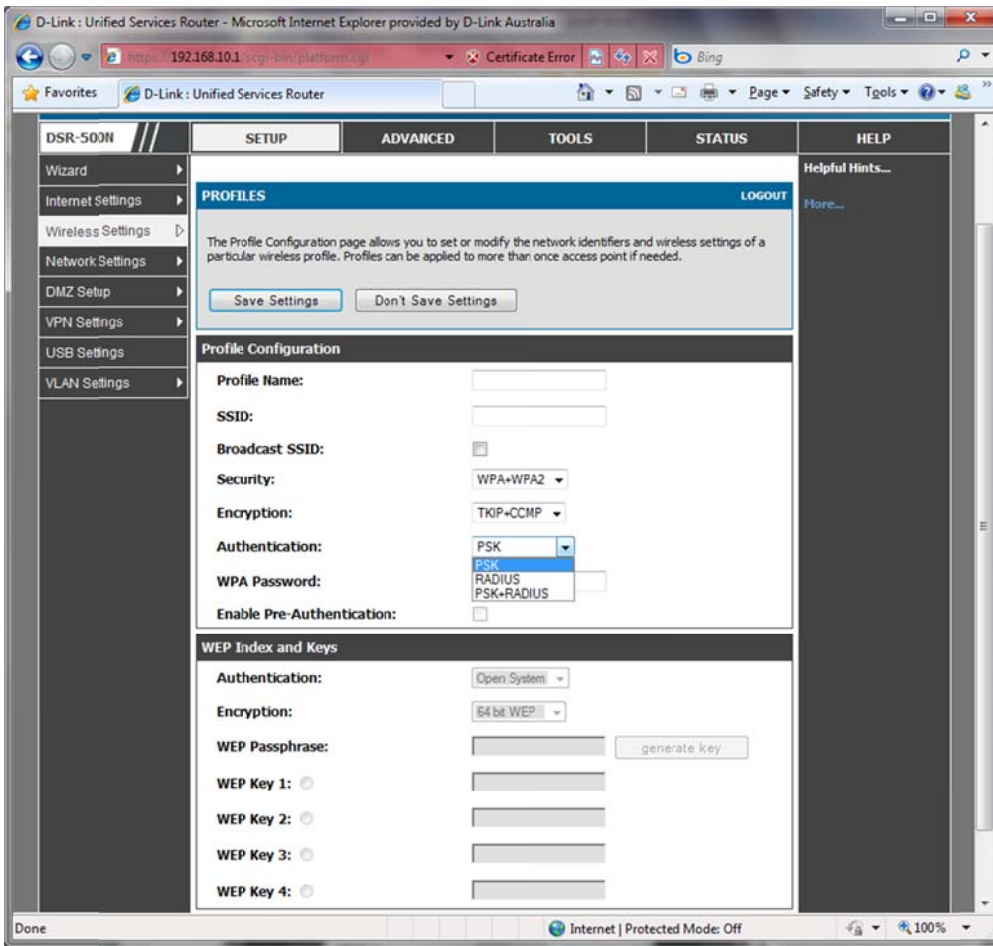 D-Link : Unified Services Router - Microsoft Internet Explorer provided by D-Link Australia
https://192.168.10.1/scgi-bin/platform.cgi
Certificate Error
Bing
Favorites
D-Link : Unified Services Router
Page
Safety
Tools
DSR-500N
SETUP
ADVANCED
TOOLS
STATUS
HELP
Wizard
Internet Settings
Wireless Settings
Network Settings
DMZ Setup
VPN Settings
USB Settings
VLAN Settings
PROFILES
LOGOUT
The Profile Configuration page allows you to set or modify the network identifiers and wireless settings of a
particular wireless profile. Profiles can be applied to more than once access point if needed.
Save Settings
Don't Save Settings
Helpful Hints...
More...
Profile Configuration
Profile Name:
SSID:
Broadcast SSID:
Security:
WPA+WPA2
Encryption:
TKIP+CCMP
Authentication:
PSK
PSK
RADIUS
PSK+RADIUS
WPA Password:
Enable Pre-Authentication:
WEP Index and Keys
Authentication:
Open System
Encryption:
64 bit WEP
WEP Passphrase:
generate key
WEP Key 1:
WEP Key 2:
WEP Key 3:
WEP Key 4:
Done
Internet | Protected Mode: Off
100%